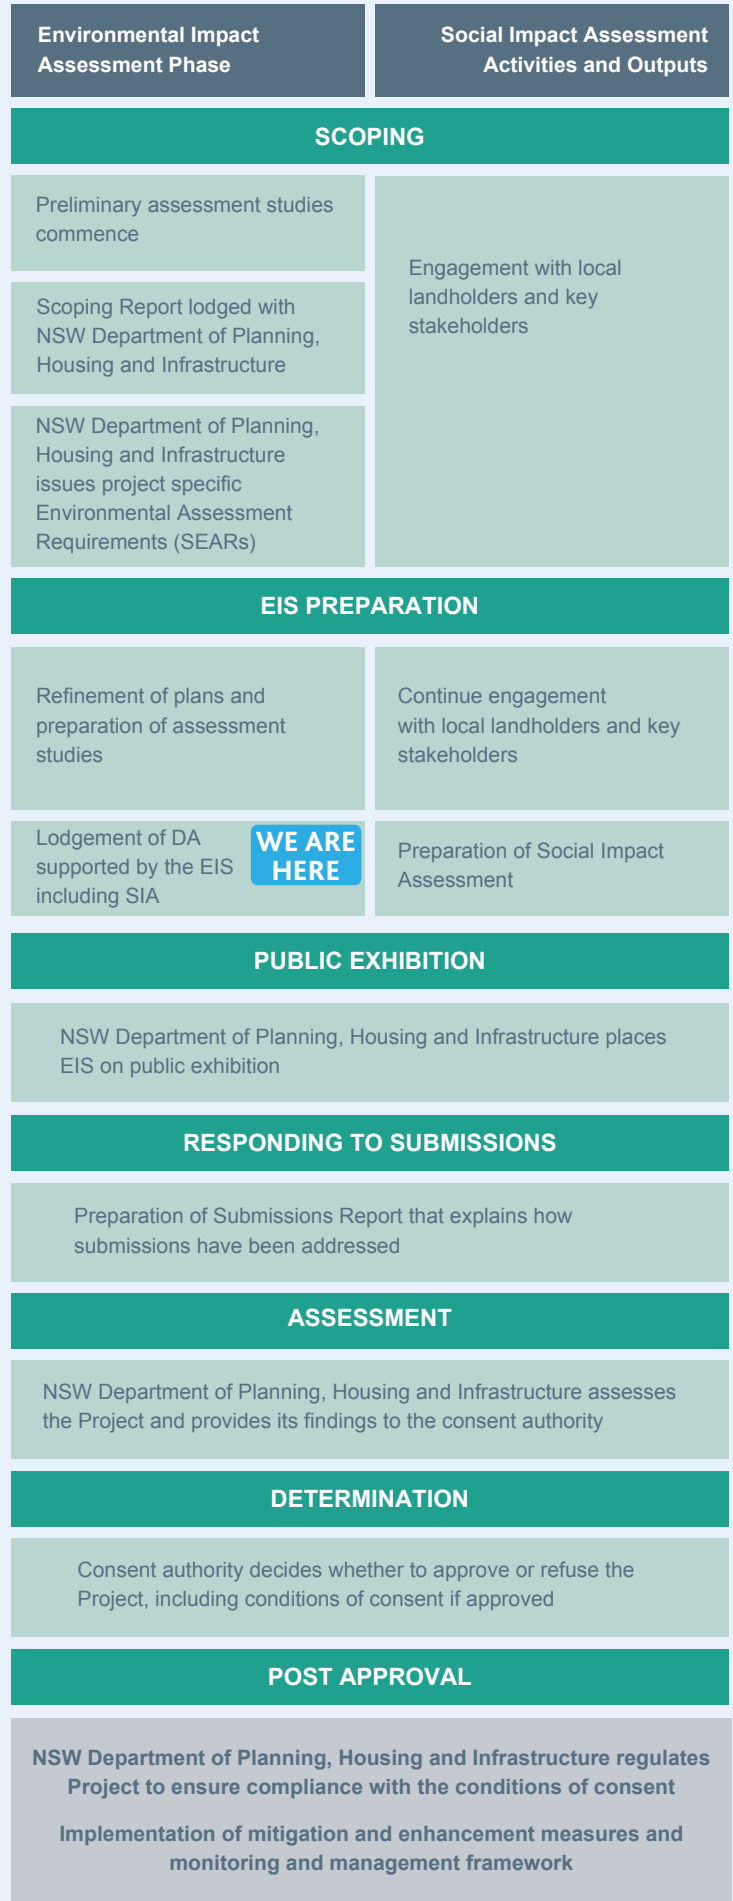 Environmental Impact
Assessment Phase
Social Impact Assessment
Activities and Outputs
SCOPING
Preliminary assessment studies
commence
Scoping Report lodged with
NSW Department of Planning,
Housing and Infrastructure
NSW Department of Planning,
Housing and Infrastructure
issues project specific
Environmental Assessment
Requirements (SEARs)
Engagement with local
landholders and key
stakeholders
EIS PREPARATION
Refinement of plans and
preparation of assessment
studies
Continue engagement
with local landholders and key
stakeholders
Lodgement of DA
supported by the EIS
including SIA
WE ARE
HERE
Preparation of Social Impact
Assessment
PUBLIC EXHIBITION
NSW Department of Planning, Housing and Infrastructure places
EIS on public exhibition
RESPONDING TO SUBMISSIONS
Preparation of Submissions Report that explains how
submissions have been addressed
ASSESSMENT
NSW Department of Planning, Housing and Infrastructure assesses
the Project and provides its findings to the consent authority
DETERMINATION
Consent authority decides whether to approve or refuse the
Project, including conditions of consent if approved
POST APPROVAL
NSW Department of Planning, Housing and Infrastructure regulates
Project to ensure compliance with the conditions of consent
Implementation of mitigation and enhancement measures and
monitoring and management framework